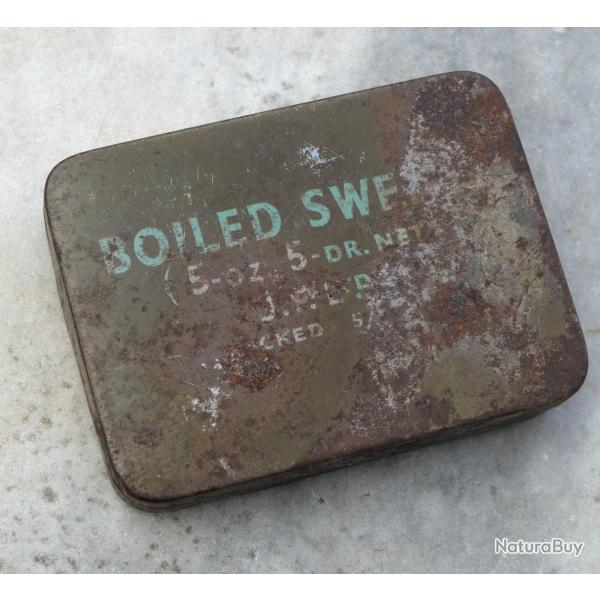 BOILED SWE
(5-oz. 5-DR. NET
CKED 5/
NaturaBuy